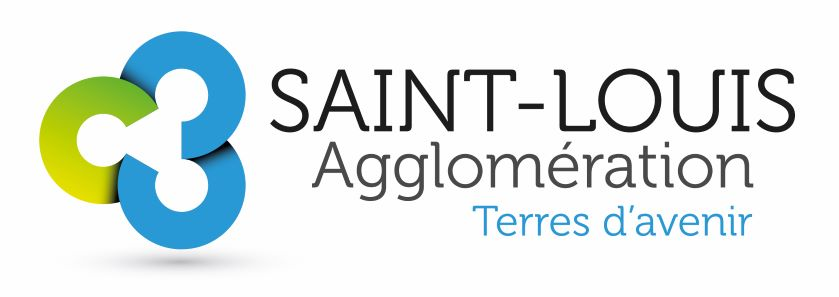 SAINT-LOUIS
Agglomération
Terres d'avenir